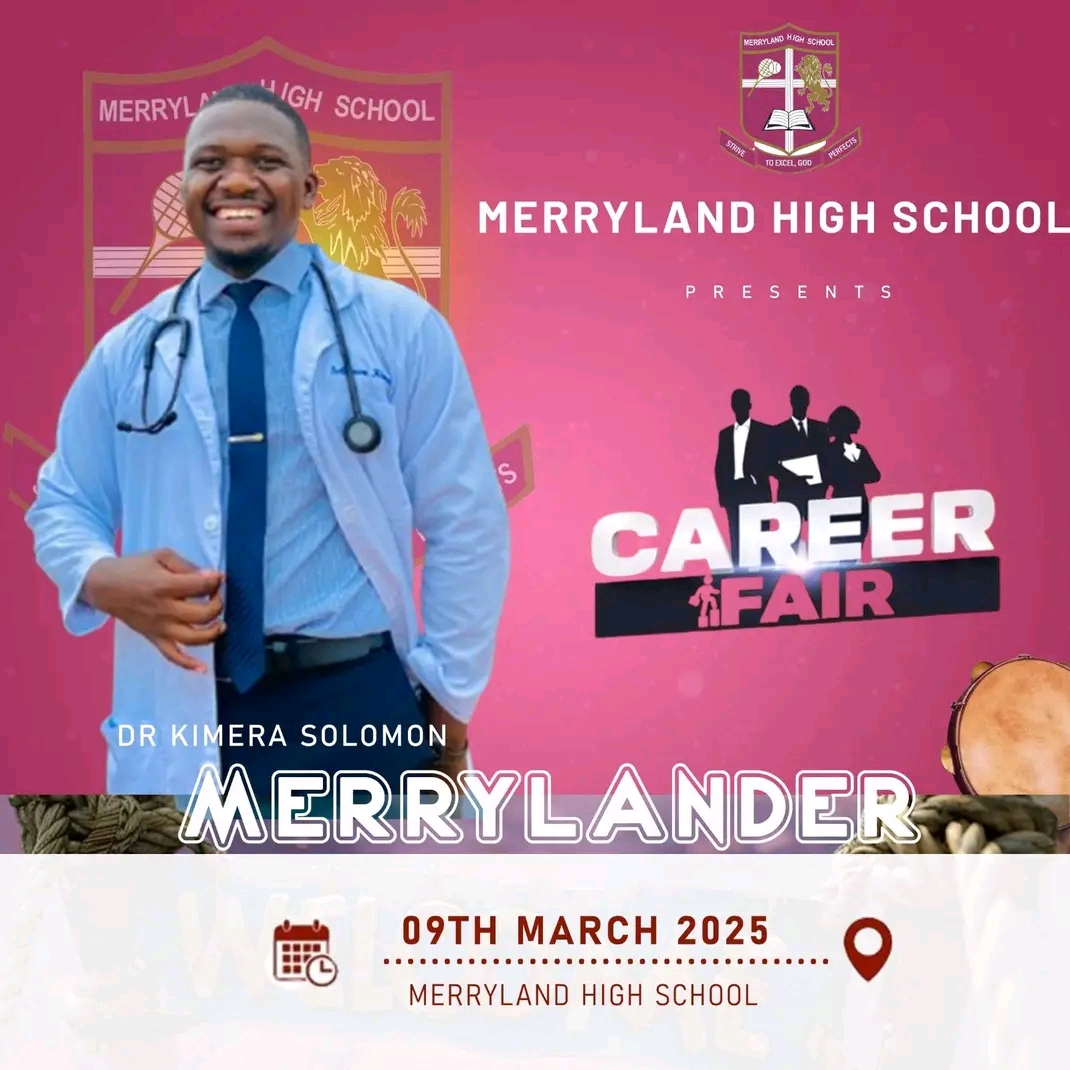 MERRYLAND HIGH SCHOOL
STRIVE
TO EXCEL, GOD
PERFECTS
HIGH SCHOOL
MERRYLAND HIGH SCHOOL
PRESENTS
CAREER
FAIR
DR KIMERA SOLOMON
MERRYLANDER
09TH MARCH 2025
MERRYLAND HIGH SCHOOL